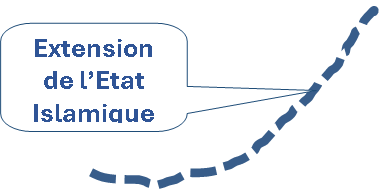 Extension
de l’Etat
Islamique